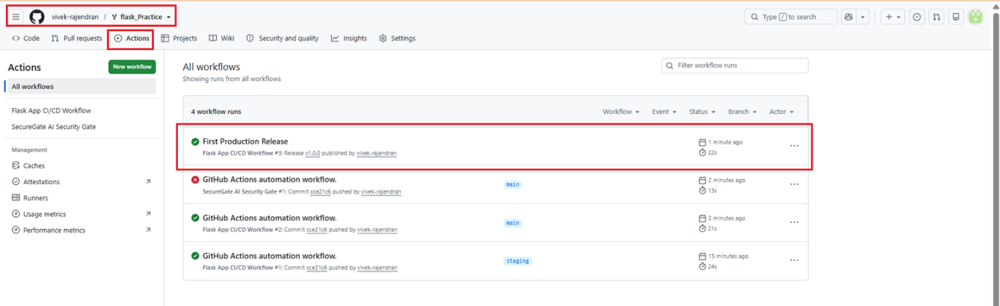 vivek-rajendran / flask_Practice
Type / to search
Code Pull requests Actions Projects Wiki Security and quality Insights Settings
Actions
New workflow
All workflows
Flask App CI/CD Workflow
SecureGate AI Security Gate
Management
Caches
Attestations
Runners
Usage metrics
Performance metrics
All workflows
Showing runs from all workflows
Filter workflow runs
4 workflow runs
Workflow Event Status Branch Actor
First Production Release
Flask App CI/CD Workflow #3: Release v1.0.0 published by vivek-rajendran
1 minute ago
22s
GitHub Actions automation workflow.
SecureGate AI Security Gate #1: Commit cce21c6 pushed by vivek-rajendran
main
2 minutes ago
13s
GitHub Actions automation workflow.
Flask App CI/CD Workflow #2: Commit cce21c6 pushed by vivek-rajendran
main
2 minutes ago
21s
GitHub Actions automation workflow.
Flask App CI/CD Workflow #1: Commit cce21c6 pushed by vivek-rajendran
staging
15 minutes ago
24s